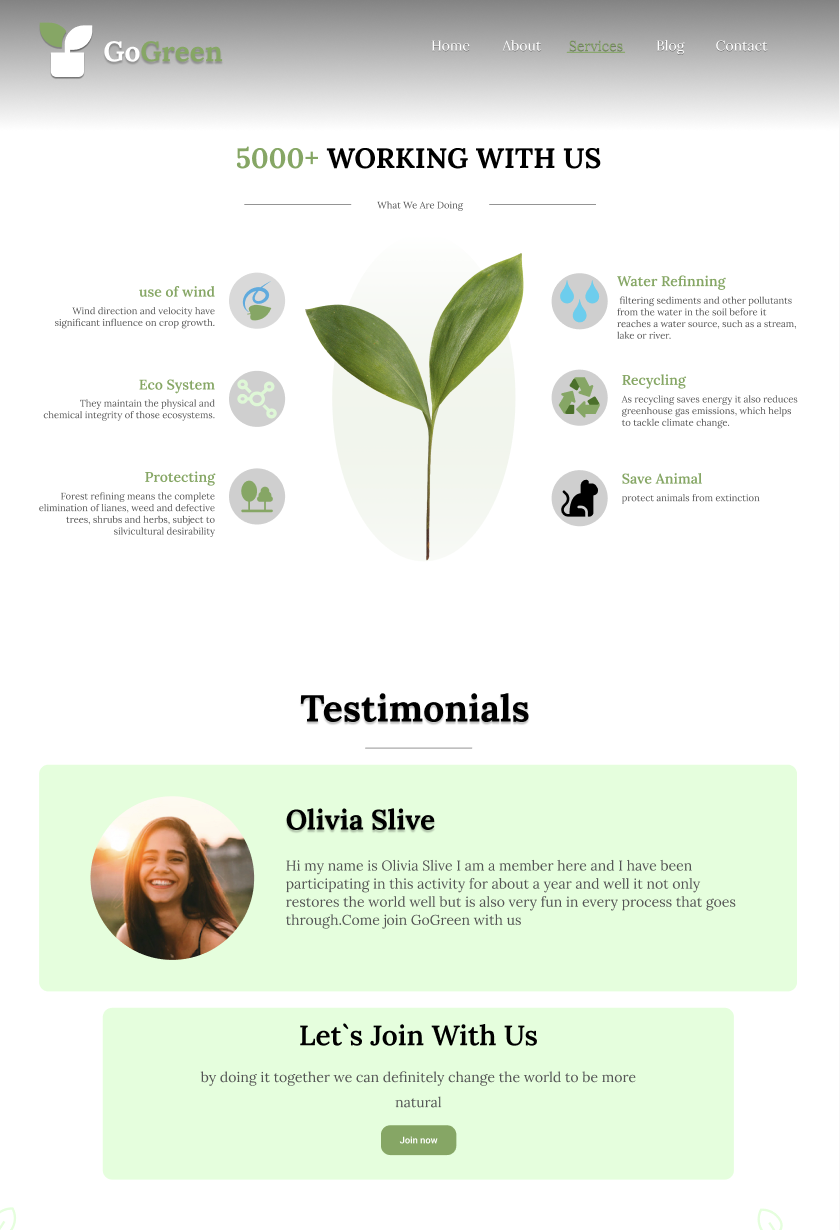 GoGreen
Home About Services Blog Contact
5000+ WORKING WITH US
What We Are Doing
use of wind
Wind direction and velocity have
significant influence on crop growth.
Eco System
They maintain the physical and
chemical integrity of those ecosystems.
Protecting
Forest refining means the complete
elimination of lianes, weed and defective
trees, shrubs and herbs, subject to
silvicultural desirability
Water Refinning
filtering sediments and other pollutants
from the water in the soil before it
reaches a water source, such as a stream,
lake or river.
Recycling
As recycling saves energy it also reduces
greenhouse gas emissions, which helps
to tackle climate change.
Save Animal
protect animals from extinction
Testimonials
Olivia Slive
Hi my name is Olivia Slive I am a member here and I have been
participating in this activity for about a year and well it not only
restores the world well but is also very fun in every process that goes
through.Come join GoGreen with us
Let`s Join With Us
by doing it together we can definitely change the world to be more
natural
Join now